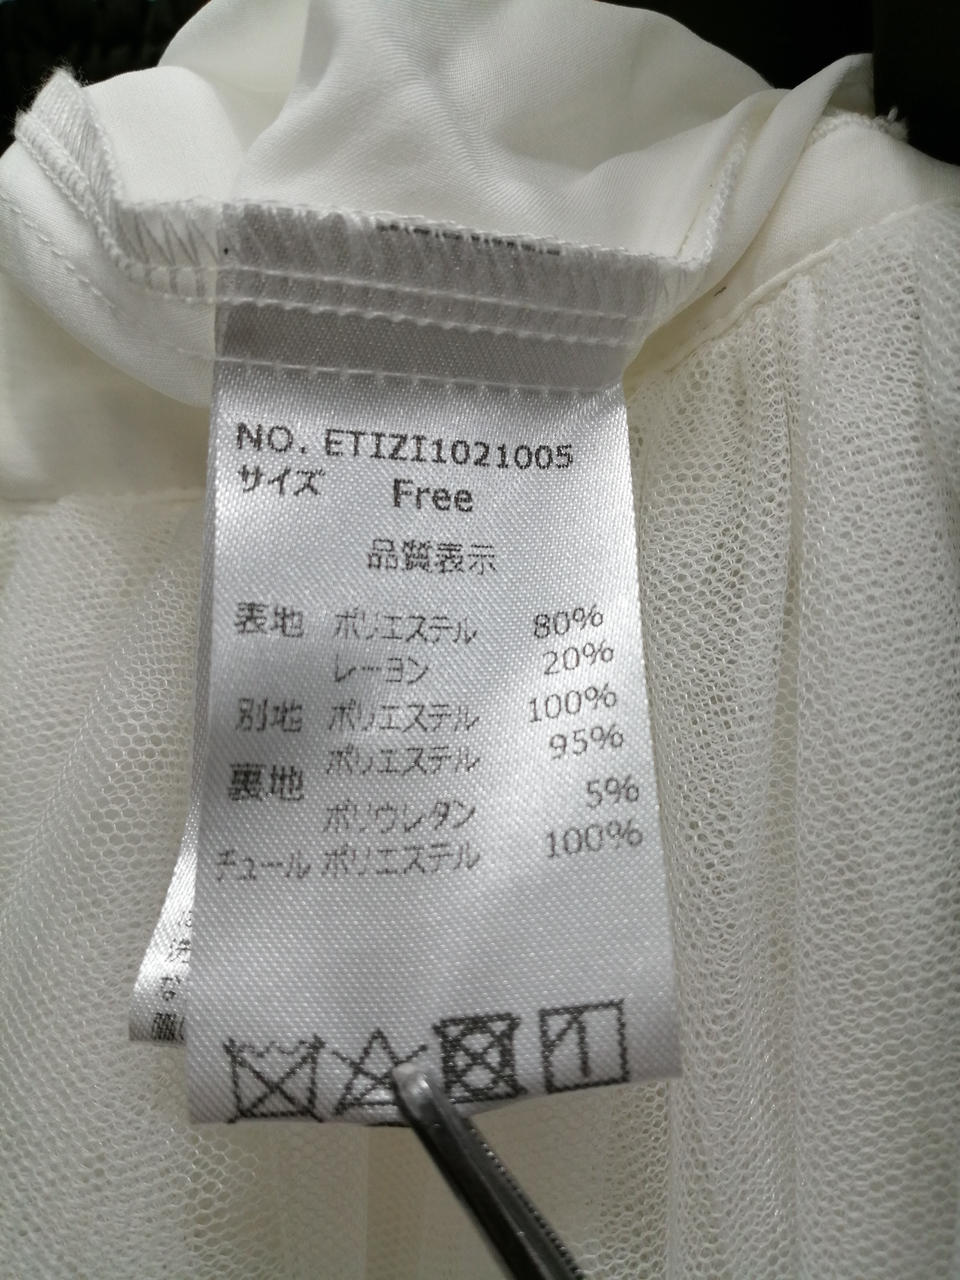 NO. ETIZI1021005
サイズ Free
品質表示
表地 ポリエステル 80%
レーヨン 20%
別地 ポリエステル 100%
裏地 ポリエステル 95%
ポリウレタン 5%
チュール ポリエステル 100%